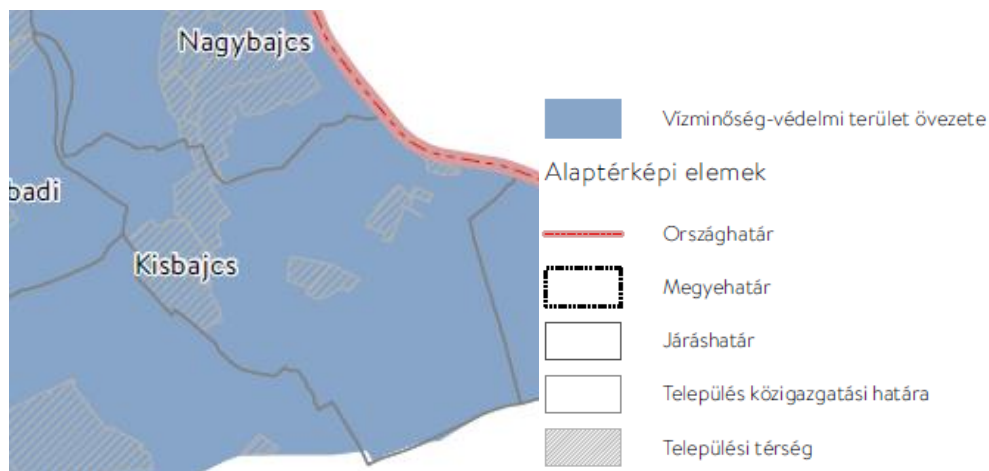 Nagybajcs
badi
Kisbajcs
Vízminőség-védelmi terület övezete
Alaptérképi elemek
Országhatár
Megyehatár
Járáshatár
Település közigazgatási határa
Települési térség